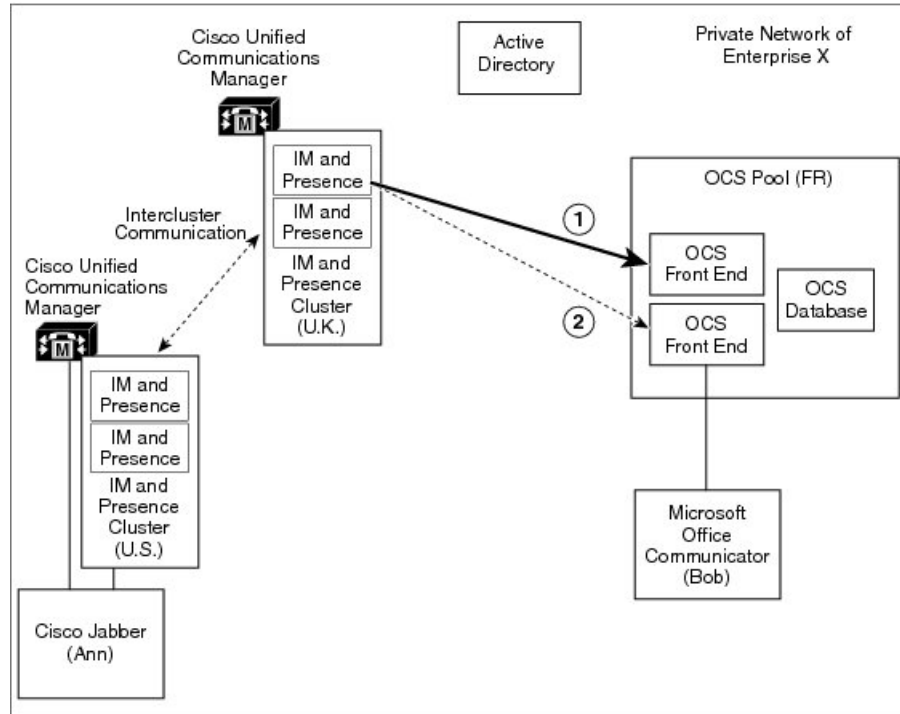 Cisco Unified
Communications
Manager
Active
Directory
Private Network of
Enterprise X
M
IM and
Presence
IM and
Presence
IM and
Presence
Cluster
(U.K.)
Intercluster
Communication
1
2
OCS Pool (FR)
OCS
Front End
OCS
Front End
OCS
Database
Cisco Unified
Communications
Manager
M
IM and
Presence
IM and
Presence
IM and
Presence
Cluster
(U.S.)
Microsoft
Office
Communicator
(Bob)
Cisco Jabber
(Ann)